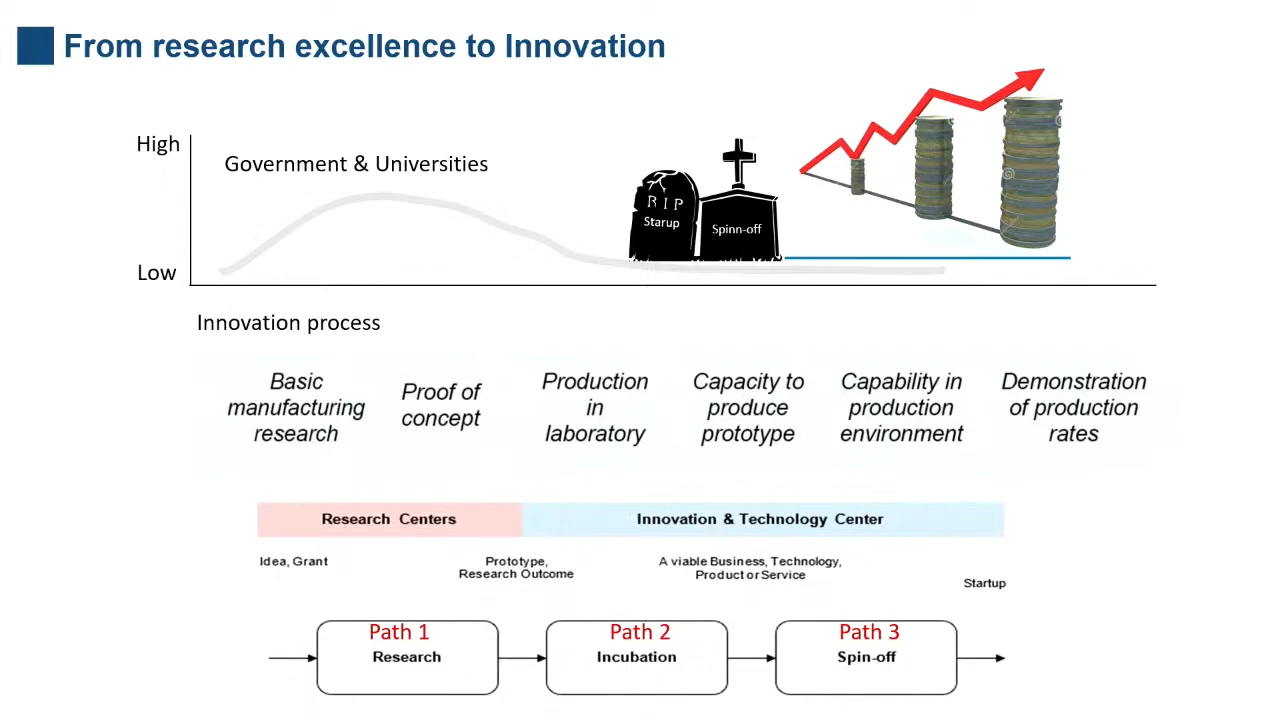 From research excellence to Innovation
High
Government & Universities
RIP
Starup
Spinn-off
Low
Innovation process
Basic
manufacturing
research
Proof of
concept
Production
in
laboratory
Capacity to
produce
prototype
Capability in
production
environment
Demonstration
of production
rates
Research Centers
Innovation & Technology Center
Idea, Grant
Prototype,
Research Outcome
A viable Business, Technology,
Product or Service
Startup
Path 1
Research
Path 2
Incubation
Path 3
Spin-off